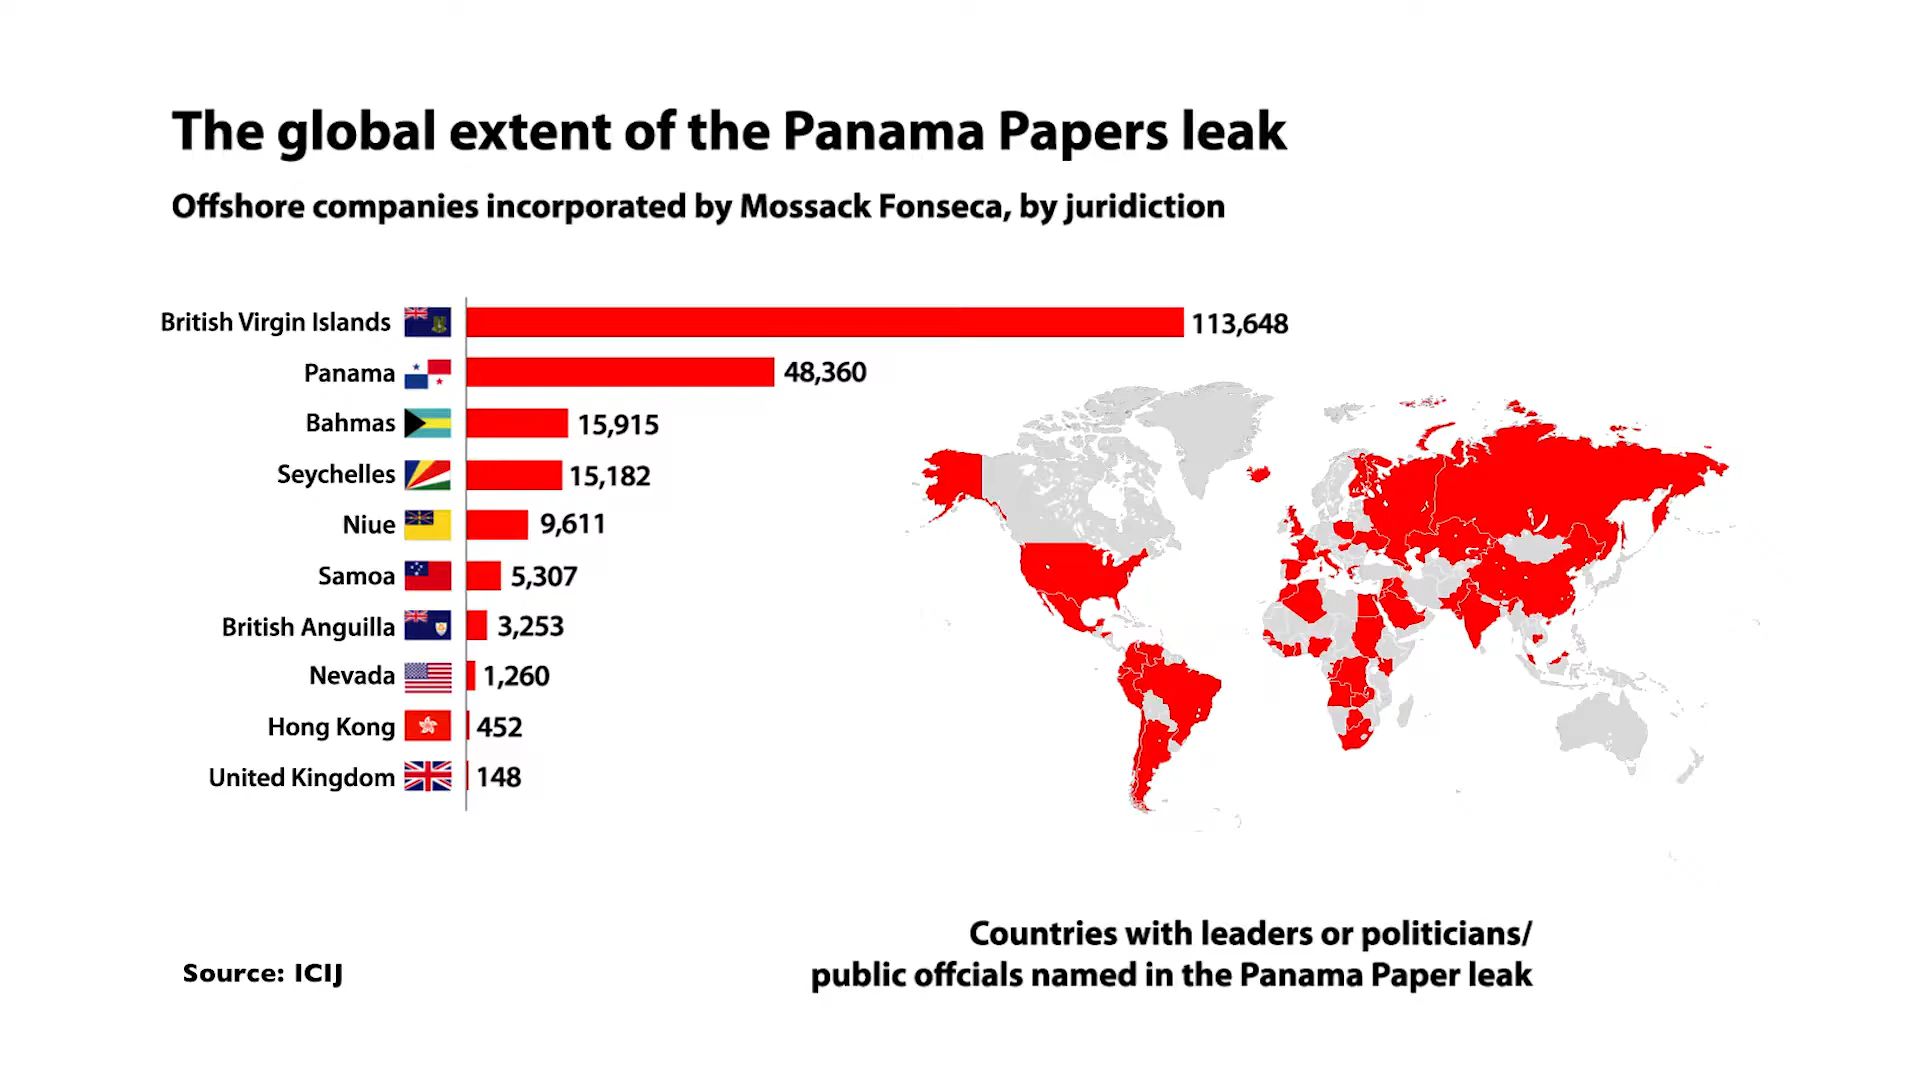 The global extent of the Panama Papers leak
Offshore companies incorporated by Mossack Fonseca, by juridiction
British Virgin Islands 113,648
Panama 48,360
Bahmas 15,915
Seychelles 15,182
Niue 9,611
Samoa 5,307
British Anguilla 3,253
Nevada 1,260
Hong Kong 452
United Kingdom 148
Countries with leaders or politicians/
public offcials named in the Panama Paper leak
Source: ICIJ